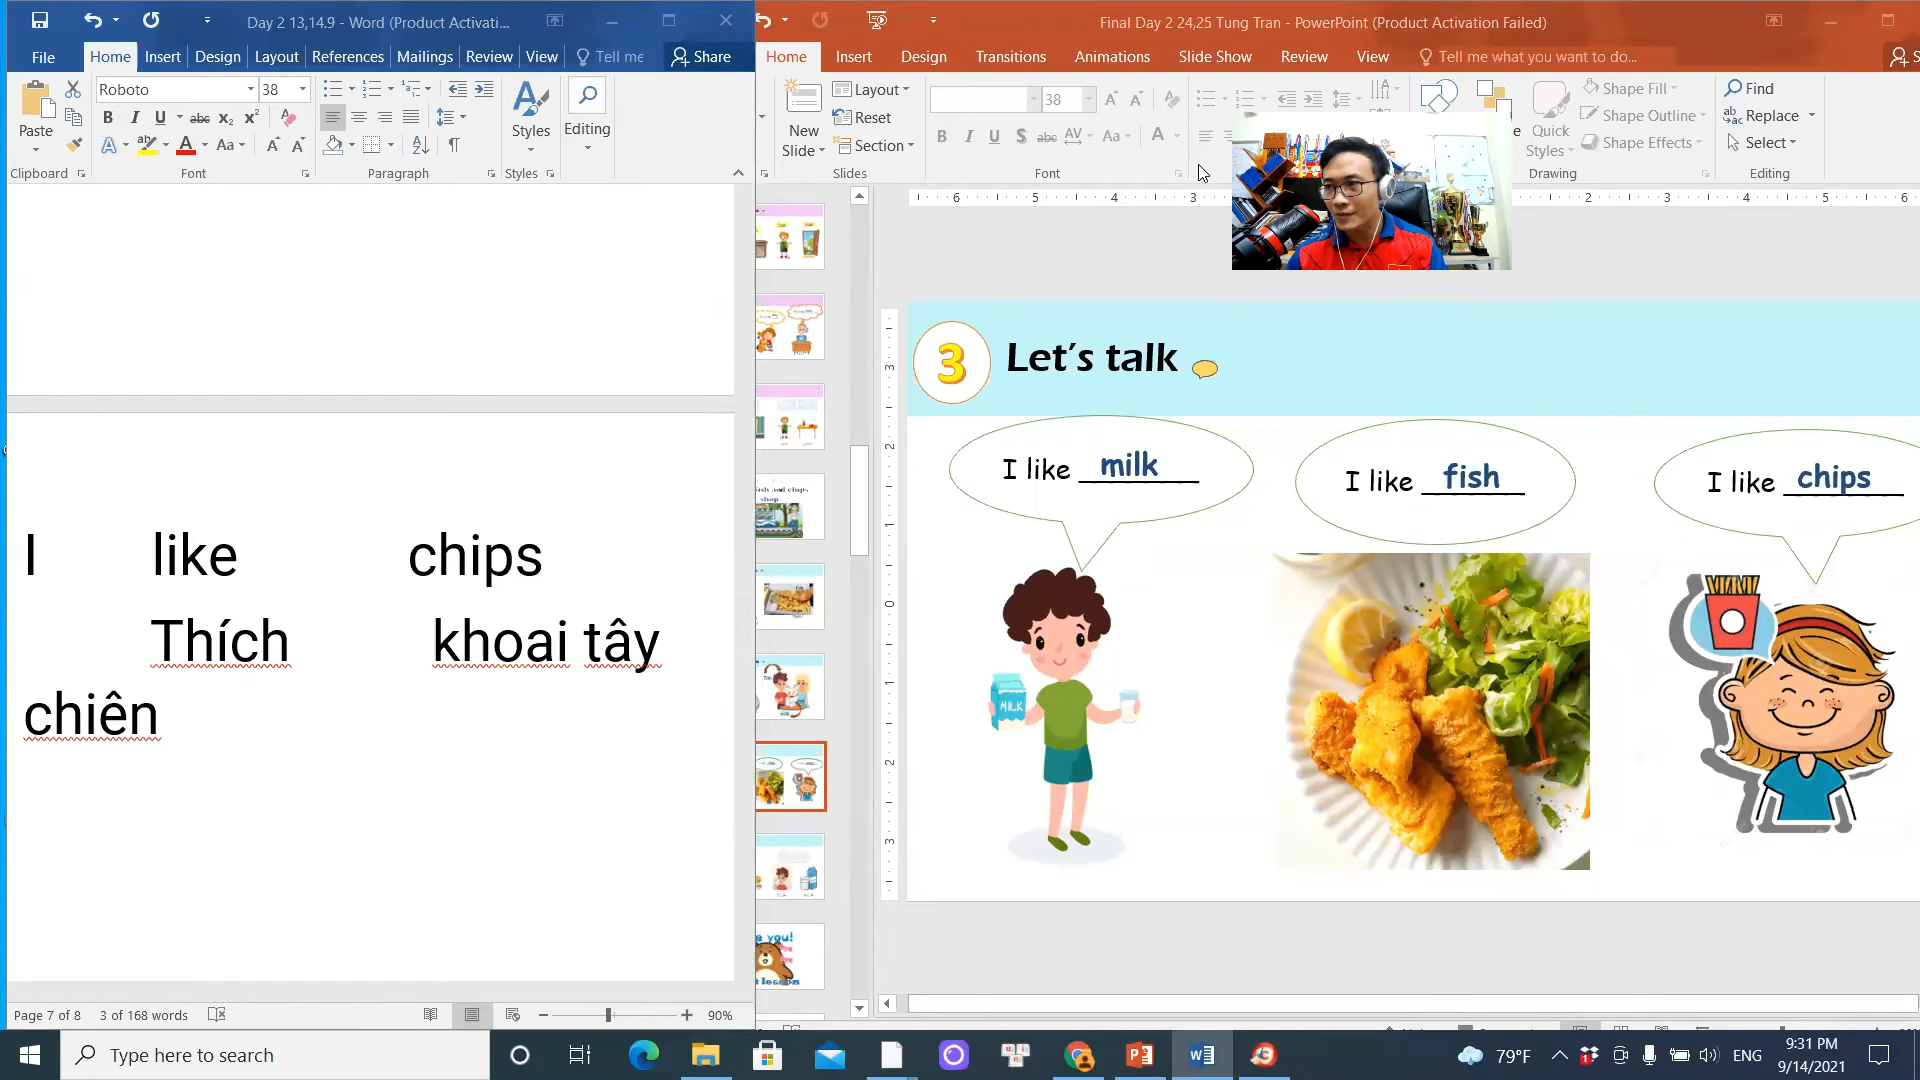 Day 2 13,14.9 - Word (Product Activati...
File Home Insert Design Layout References Mailings Review View Tell me Share
Roboto 38
Paste
Styles
Editing
Clipboard Font Paragraph Styles
I like chips
Thích khoai tây
chiên
Page 7 of 8 3 of 168 words 90%
Final Day 2 24,25 Tung Tran - PowerPoint (Product Activation Failed)
Home Insert Design Transitions Animations Slide Show Review View Tell me what you want to do...
New Slide Layout Reset Section
38
Quick Styles Shape Fill Shape Outline Shape Effects
Find
Replace
Select
Slides Font Drawing Editing
3 Let's talk
I like milk
I like fish
I like chips
MILK
Type here to search
79°F ENG 9:31 PM
9/14/2021